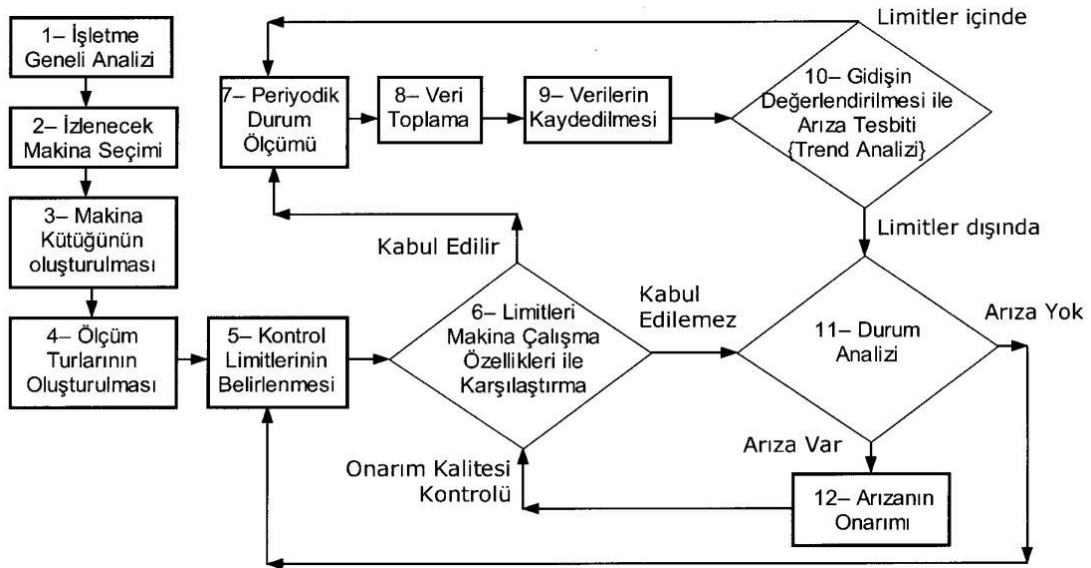 1– İşletme
Geneli Analizi
2– İzlenecek
Makina Seçimi
3– Makina
Kütüğünün
oluşturulması
4– Ölçüm
Turlarının
Oluşturulması
5– Kontrol
Limitlerinin
Belirlenmesi
6– Limitleri
Makina Çalışma
Özellikleri ile
Karşılaştırma
Kabul Edilir
Kabul
Edilemez
7– Periyodik
Durum
Ölçümü
8– Veri
Toplama
9– Verilerin
Kaydedilmesi
10– Gidişin
Değerlendirilmesi ile
Arıza Tesbiti
{Trend Analizi}
Limitler içinde
Limitler dışında
11– Durum
Analizi
Arıza Yok
Arıza Var
12– Arızanın
Onarımı
Onarım Kalitesi
Kontrolü